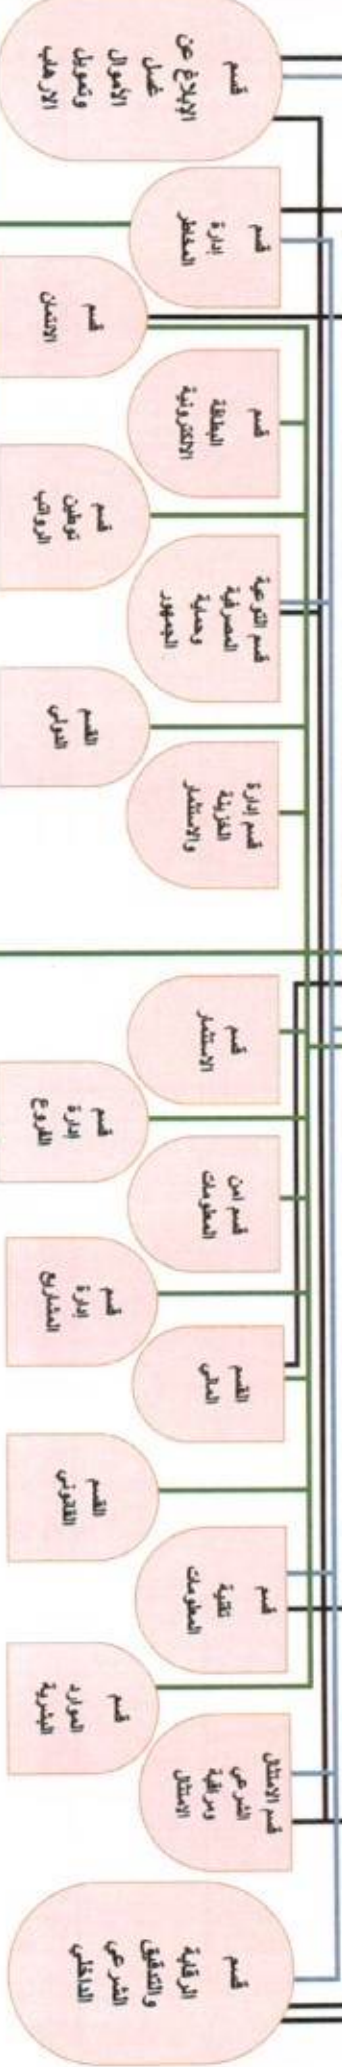 قسم
الإبلاغ عن
غسل
الأموال
وتمويل
الارهاب
قسم
إدارة
المخاطر
قسم
الائتمان
قسم
البطاقة
الالكترونية
قسم
توطين
الرواتب
قسم التوعية
المصرفية
وحماية
الجمهور
القسم
الدولي
قسم إدارة
الخزينة
والاستثمار
قسم
الاستثمار
قسم
إدارة
الفروع
قسم امن
المعلومات
قسم
إدارة
المشاريع
القسم
المالي
القسم
القانوني
قسم
تقنية
المعلومات
قسم
الموارد
البشرية
قسم الامتثال
الشرعي
ومراقبة
الامتثال
قسم
الرقابة
والتدقيق
الشرعي
الداخلي